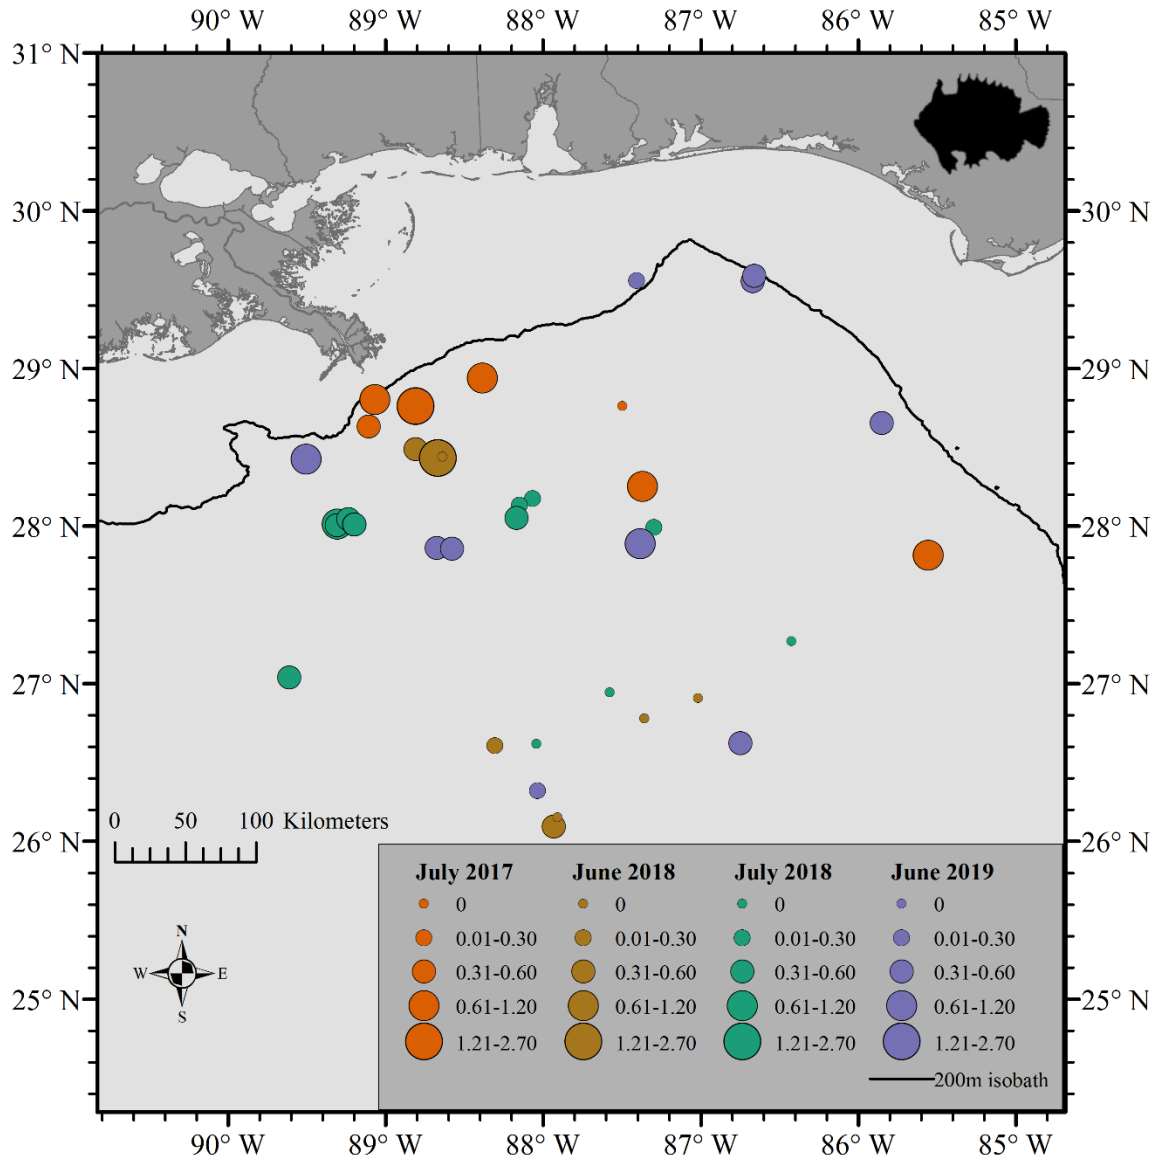 90° W 89° W 88° W 87° W 86° W 85° W
31° N 31° N
30° N 30° N
29° N 29° N
28° N 28° N
27° N 27° N
26° N 26° N
25° N 25° N
0 50 100 Kilometers
N
W E
S
July 2017 June 2018 July 2018 June 2019
0 0 0 0
0.01-0.30 0.01-0.30 0.01-0.30 0.01-0.30
0.31-0.60 0.31-0.60 0.31-0.60 0.31-0.60
0.61-1.20 0.61-1.20 0.61-1.20 0.61-1.20
1.21-2.70 1.21-2.70 1.21-2.70 1.21-2.70
200m isobath
90° W 89° W 88° W 87° W 86° W 85° W